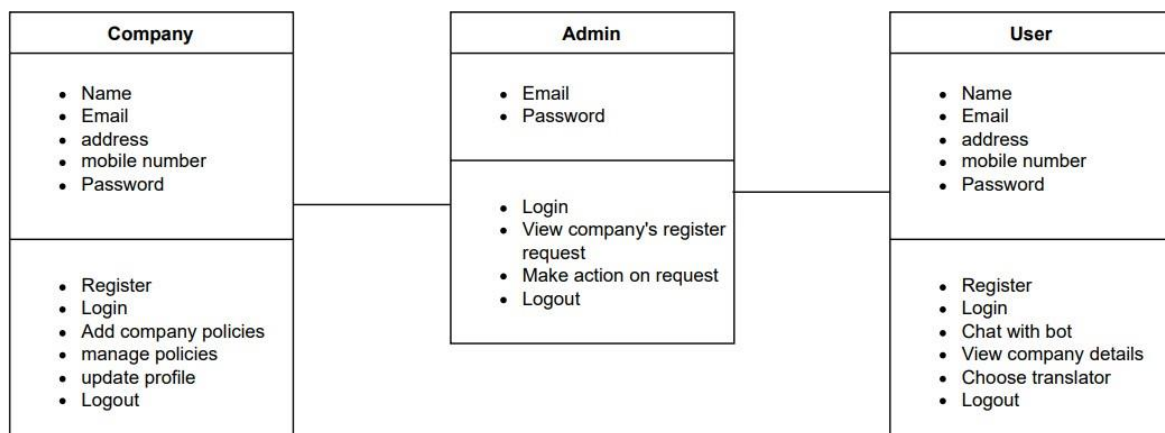 Company
Name
Email
address
mobile number
Password
Register
Login
Add company policies
manage policies
update profile
Logout
Admin
Email
Password
Login
View company's register
request
Make action on request
Logout
User
Name
Email
address
mobile number
Password
Register
Login
Chat with bot
View company details
Choose translator
Logout